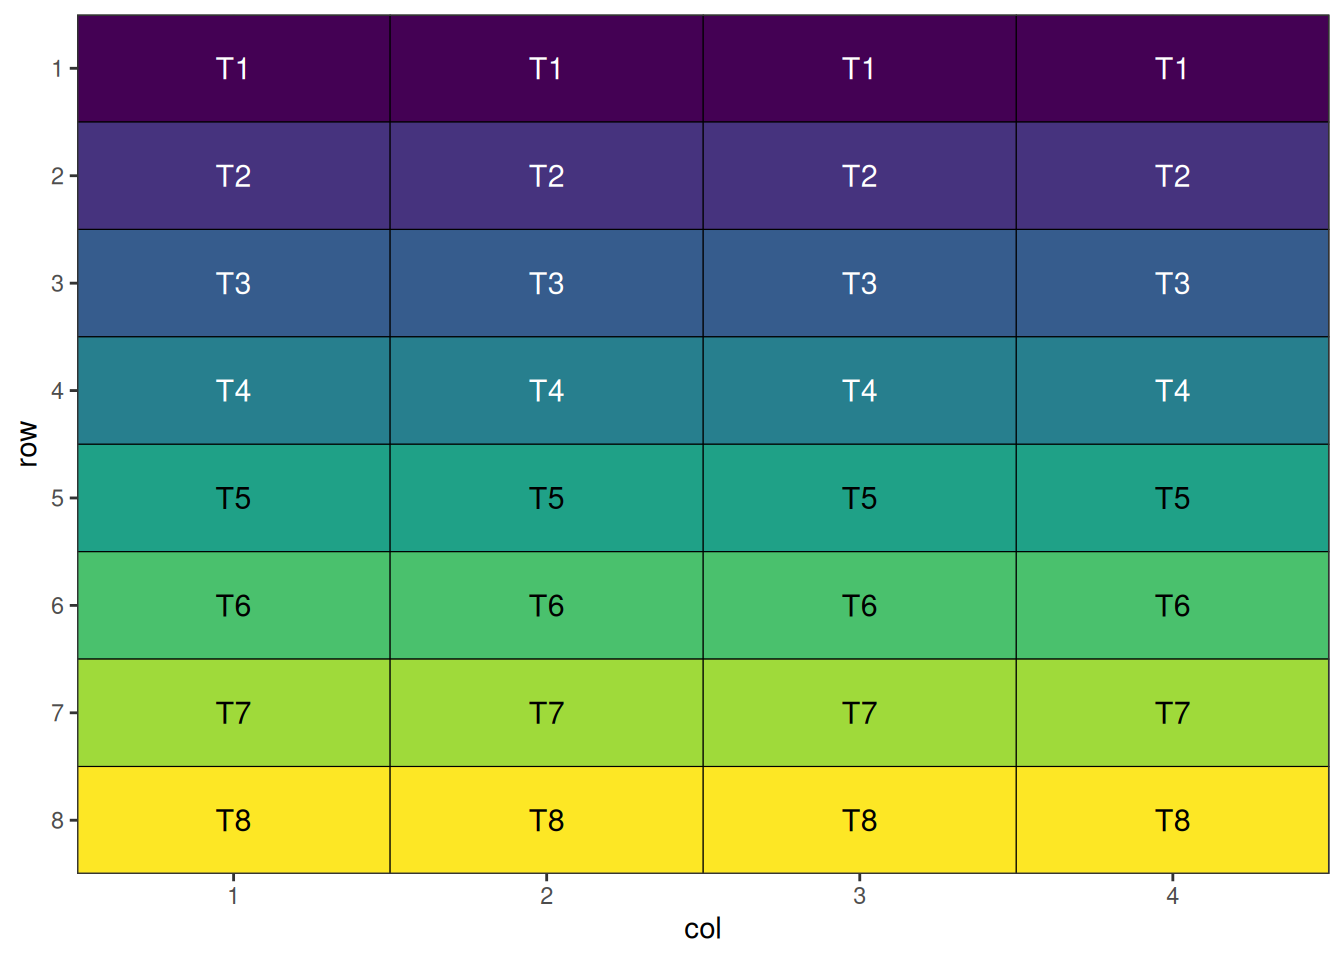 1 T1 T1 T1 T1
2 T2 T2 T2 T2
3 T3 T3 T3 T3
4 T4 T4 T4 T4
row
5 T5 T5 T5 T5
6 T6 T6 T6 T6
7 T7 T7 T7 T7
8 T8 T8 T8 T8
1 2 3 4
col